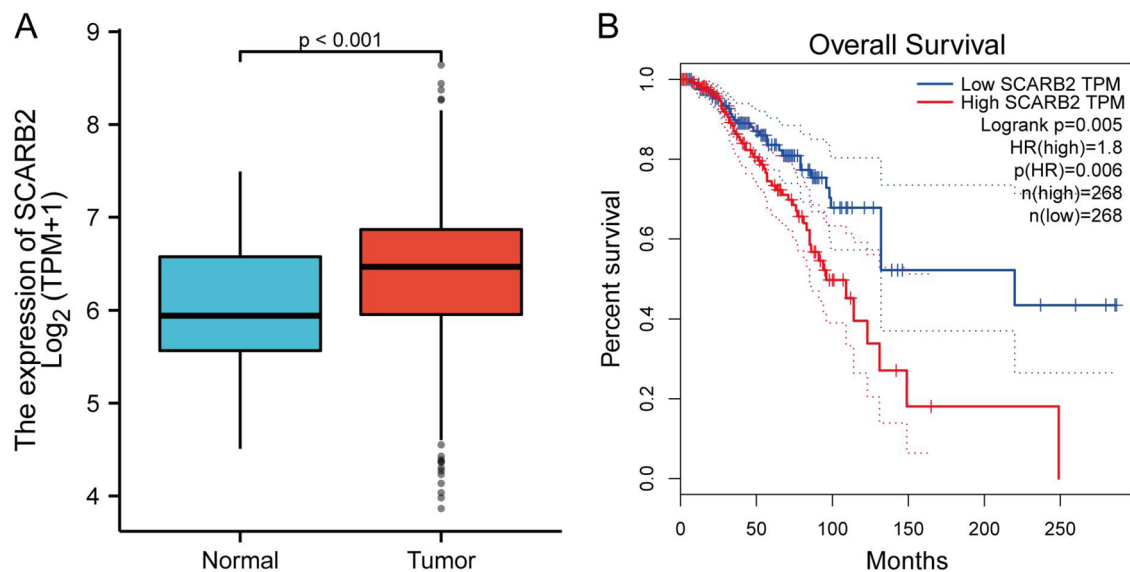 A
The expression of SCARB2
Log2 (TPM+1)
9
8
7
6
5
4
p < 0.001
Normal
Tumor
B
Overall Survival
Low SCARB2 TPM
High SCARB2 TPM
Logrank p=0.005
HR(high)=1.8
p(HR)=0.006
n(high)=268
n(low)=268
Percent survival
1.0
0.8
0.6
0.4
0.2
0.0
0 50 100 150 200 250
Months